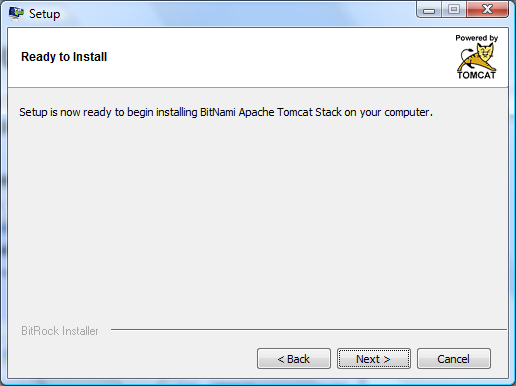 Setup
Ready to Install
Powered by
TOMCAT
Setup is now ready to begin installing BitNami Apache Tomcat Stack on your computer.
BitRock Installer
< Back
Next >
Cancel